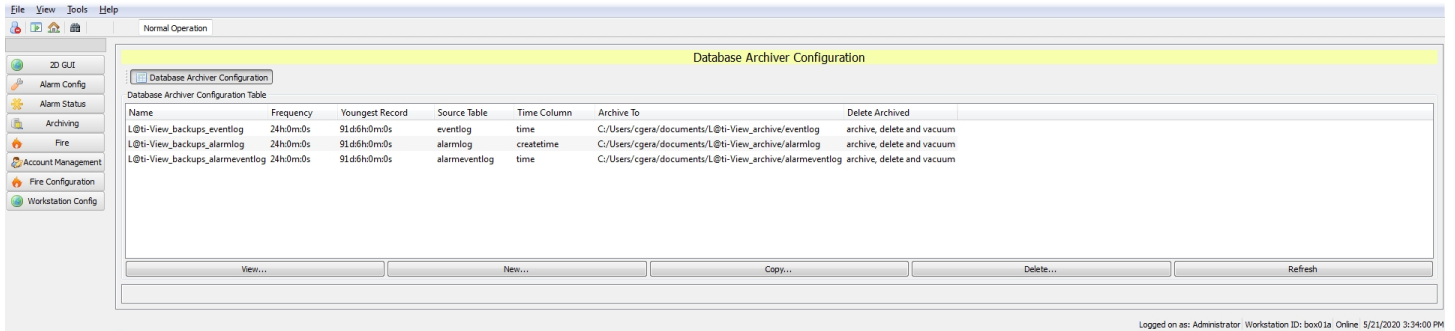 File View Tools Help
Normal Operation
2D GUI
Alarm Config
Alarm Status
Archiving
Fire
Account Management
Fire Configuration
Workstation Config
Database Archiver Configuration
Database Archiver Configuration
Database Archiver Configuration Table
Name Frequency Youngest Record Source Table Time Column Archive To Delete Archived
L@ti-View_backups_eventlog 24h:0m:0s 91d:6h:0m:0s eventlog time C:/Users/cgera/documents/L@ti-View_archive/eventlog archive, delete and vacuum
L@ti-View_backups_alarmlog 24h:0m:0s 91d:6h:0m:0s alarmlog createtime C:/Users/cgera/documents/L@ti-View_archive/alarmlog archive, delete and vacuum
L@ti-View_backups_alarmeventlog 24h:0m:0s 91d:6h:0m:0s alarmeventlog time C:/Users/cgera/documents/L@ti-View_archive/alarmeventlog archive, delete and vacuum
View... New... Copy... Delete... Refresh
Logged on as: Administrator Workstation ID: box01a Online 5/21/2020 3:34:00 PM